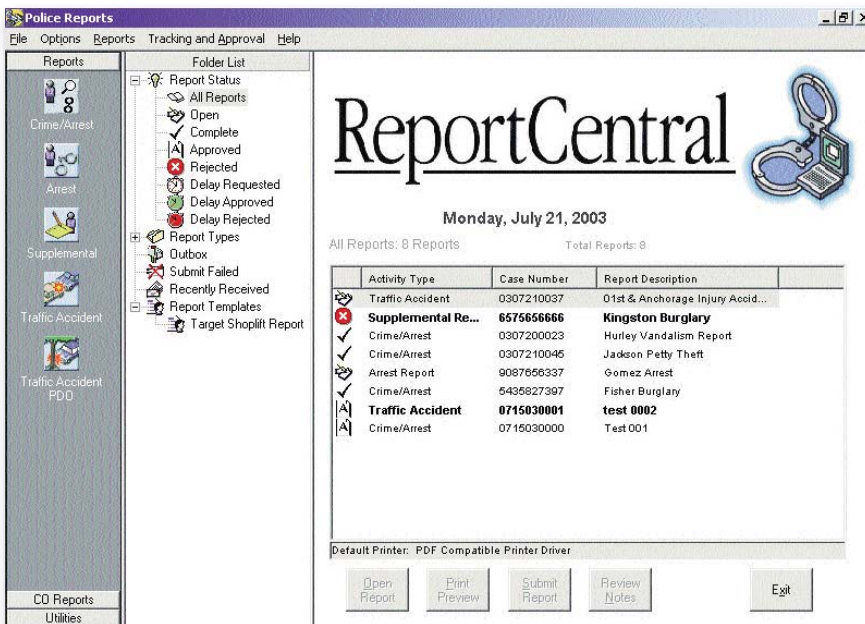 Police Reports
File Options Reports Tracking and Approval Help
Reports
Crime/Arrest
Arrest
Supplemental
Traffic Accident
Traffic Accident
PDO
CO Reports
Utilities
Folder List
Report Status
All Reports
Open
Complete
Approved
Rejected
Delay Requested
Delay Approved
Delay Rejected
Report Types
Outbox
Submit Failed
Recently Received
Report Templates
Target Shoplift Report
ReportCentral
Monday, July 21, 2003
All Reports: 8 Reports Total Reports: 8
Activity Type Case Number Report Description
Traffic Accident 0307210037 01st & Anchorage Injury Accid...
Supplemental Re... 6575656666 Kingston Burglary
Crime/Arrest 0307200023 Hurley Vandalism Report
Crime/Arrest 0307210045 Jackson Petty Theft
Arrest Report 9087656337 Gomez Arrest
Crime/Arrest 5435827397 Fisher Burglary
Traffic Accident 0715030001 test 0002
Crime/Arrest 0715030000 Test 001
Default Printer: PDF Compatible Printer Driver
Open Report
Print Preview
Submit Report
Review Notes
Exit